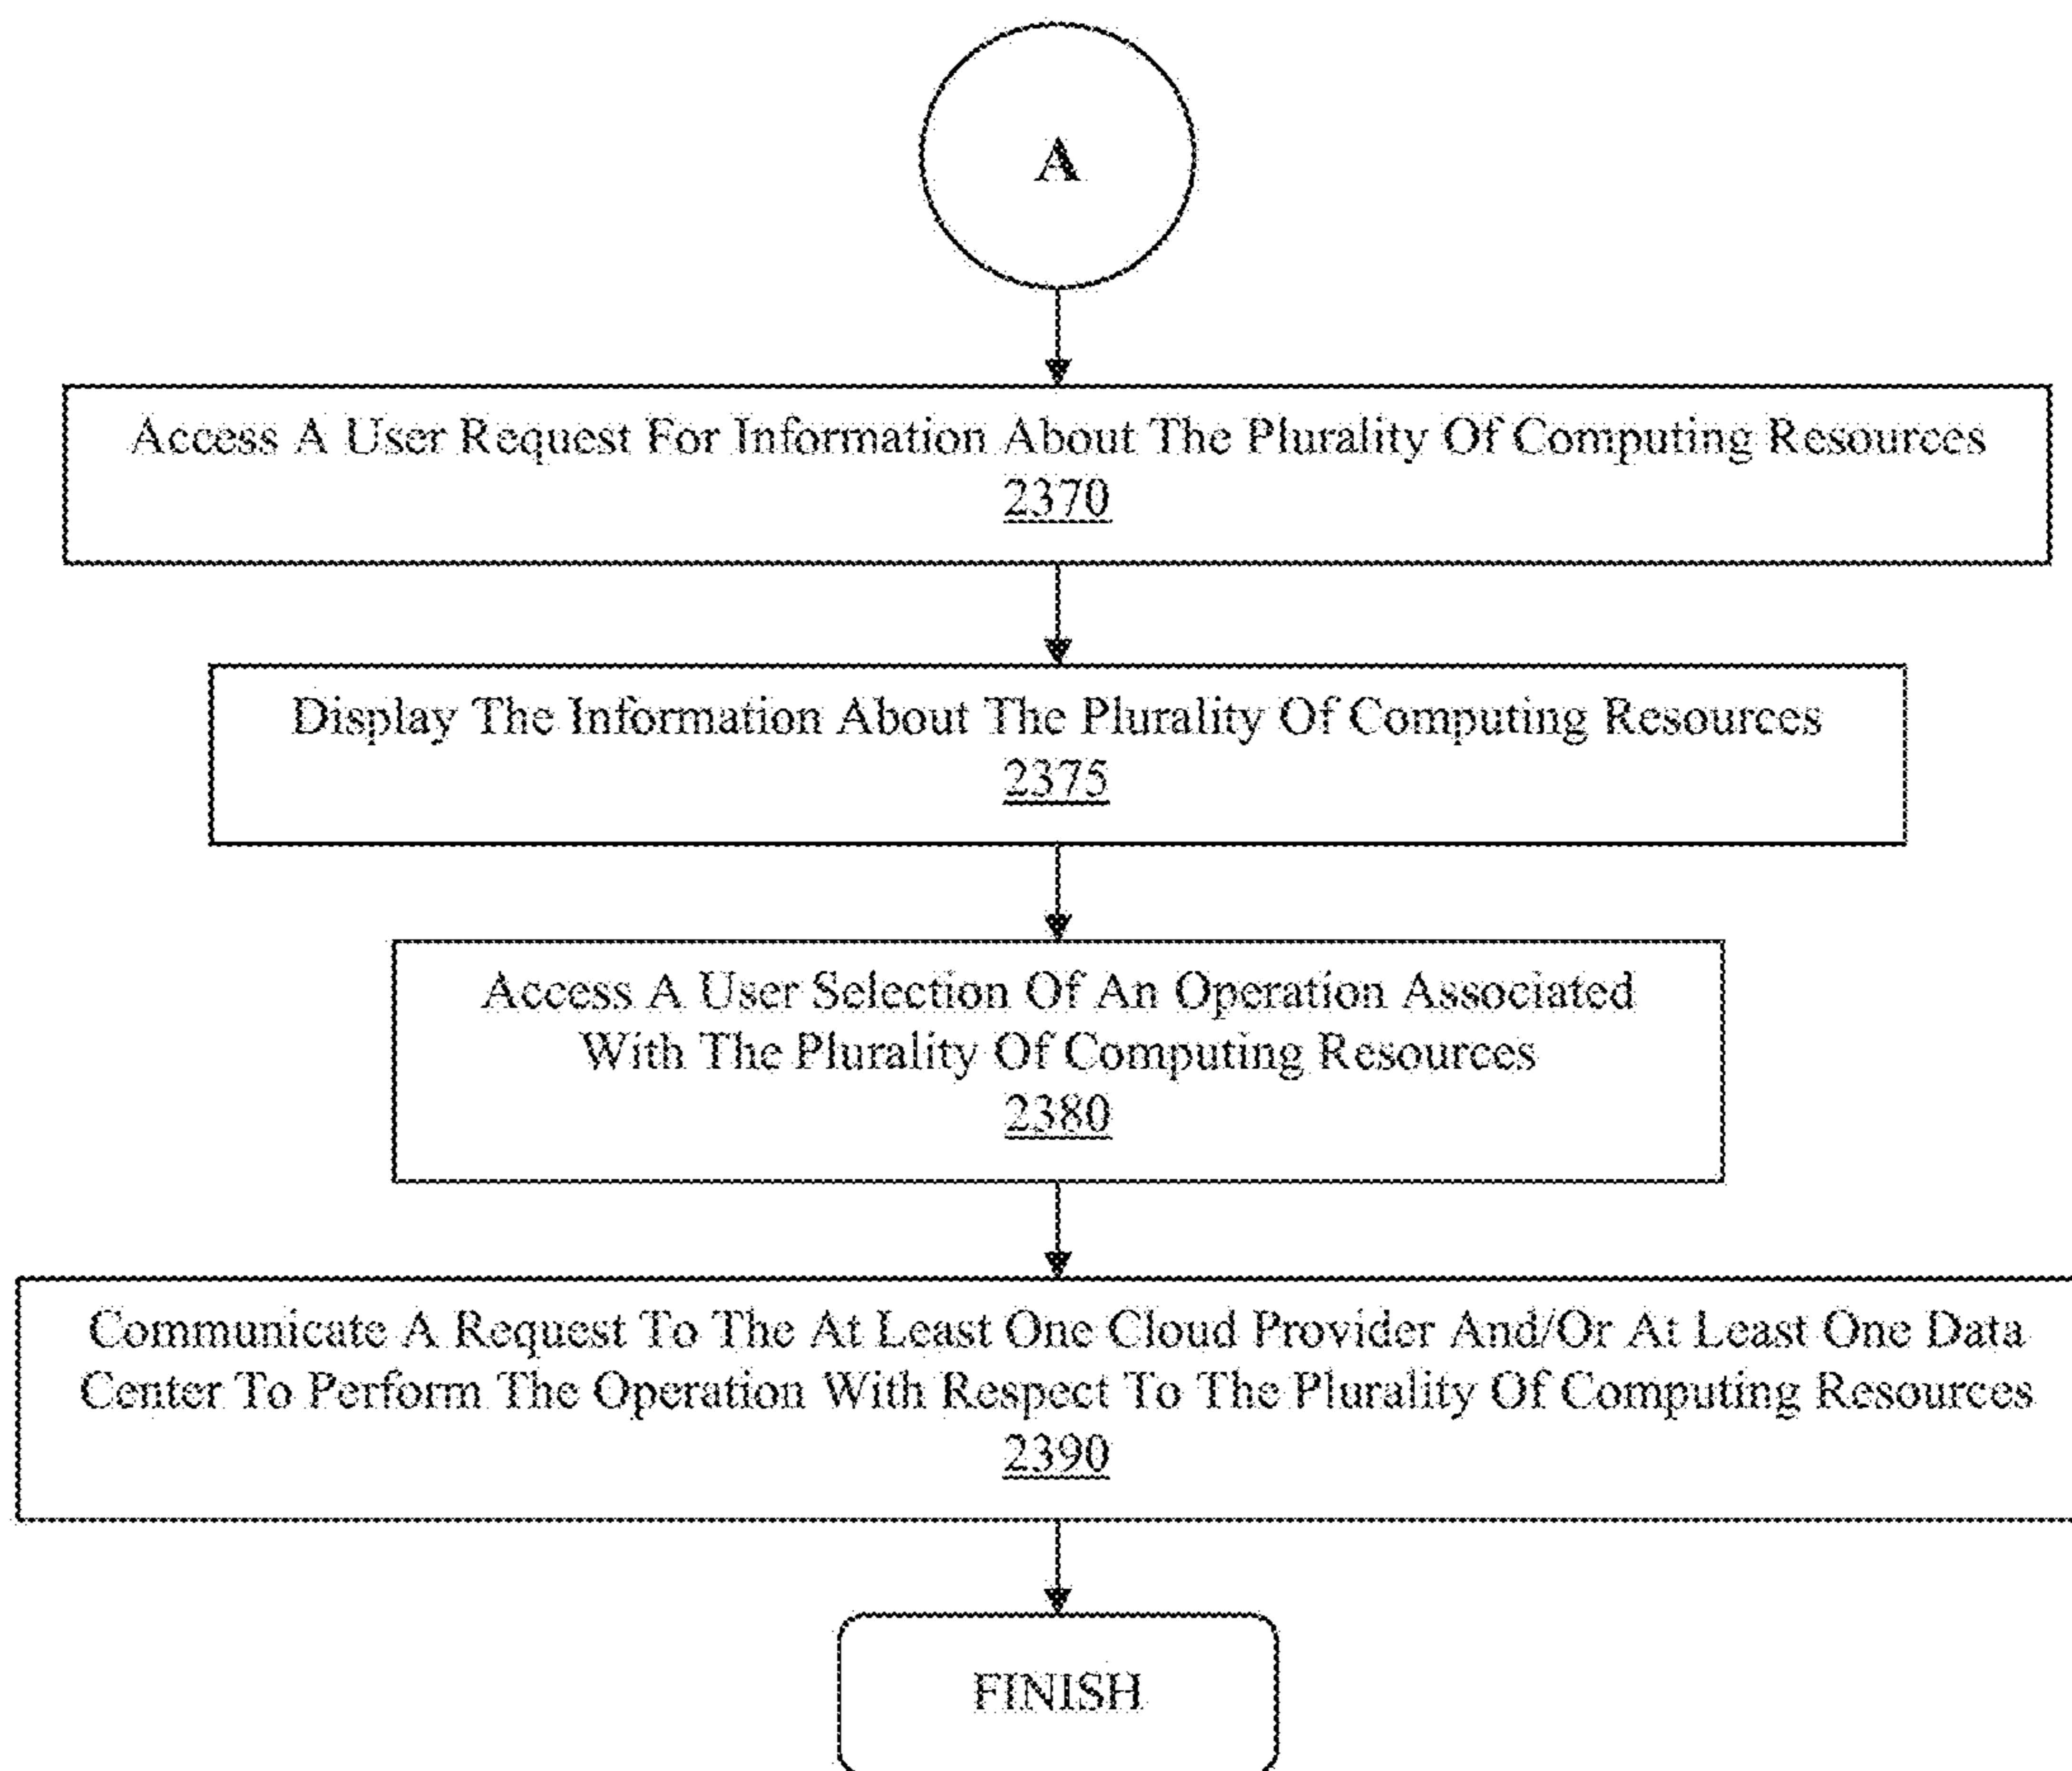 A
Access A User Request For Information About The Plurality Of Computing Resources
2370
Display The Information About The Plurality Of Computing Resources
2375
Access A User Selection Of An Operation Associated
With The Plurality Of Computing Resources
2380
Communicate A Request To The At Least One Cloud Provider And/Or At Least One Data
Center To Perform The Operation With Respect To The Plurality Of Computing Resources
2390
FINISH